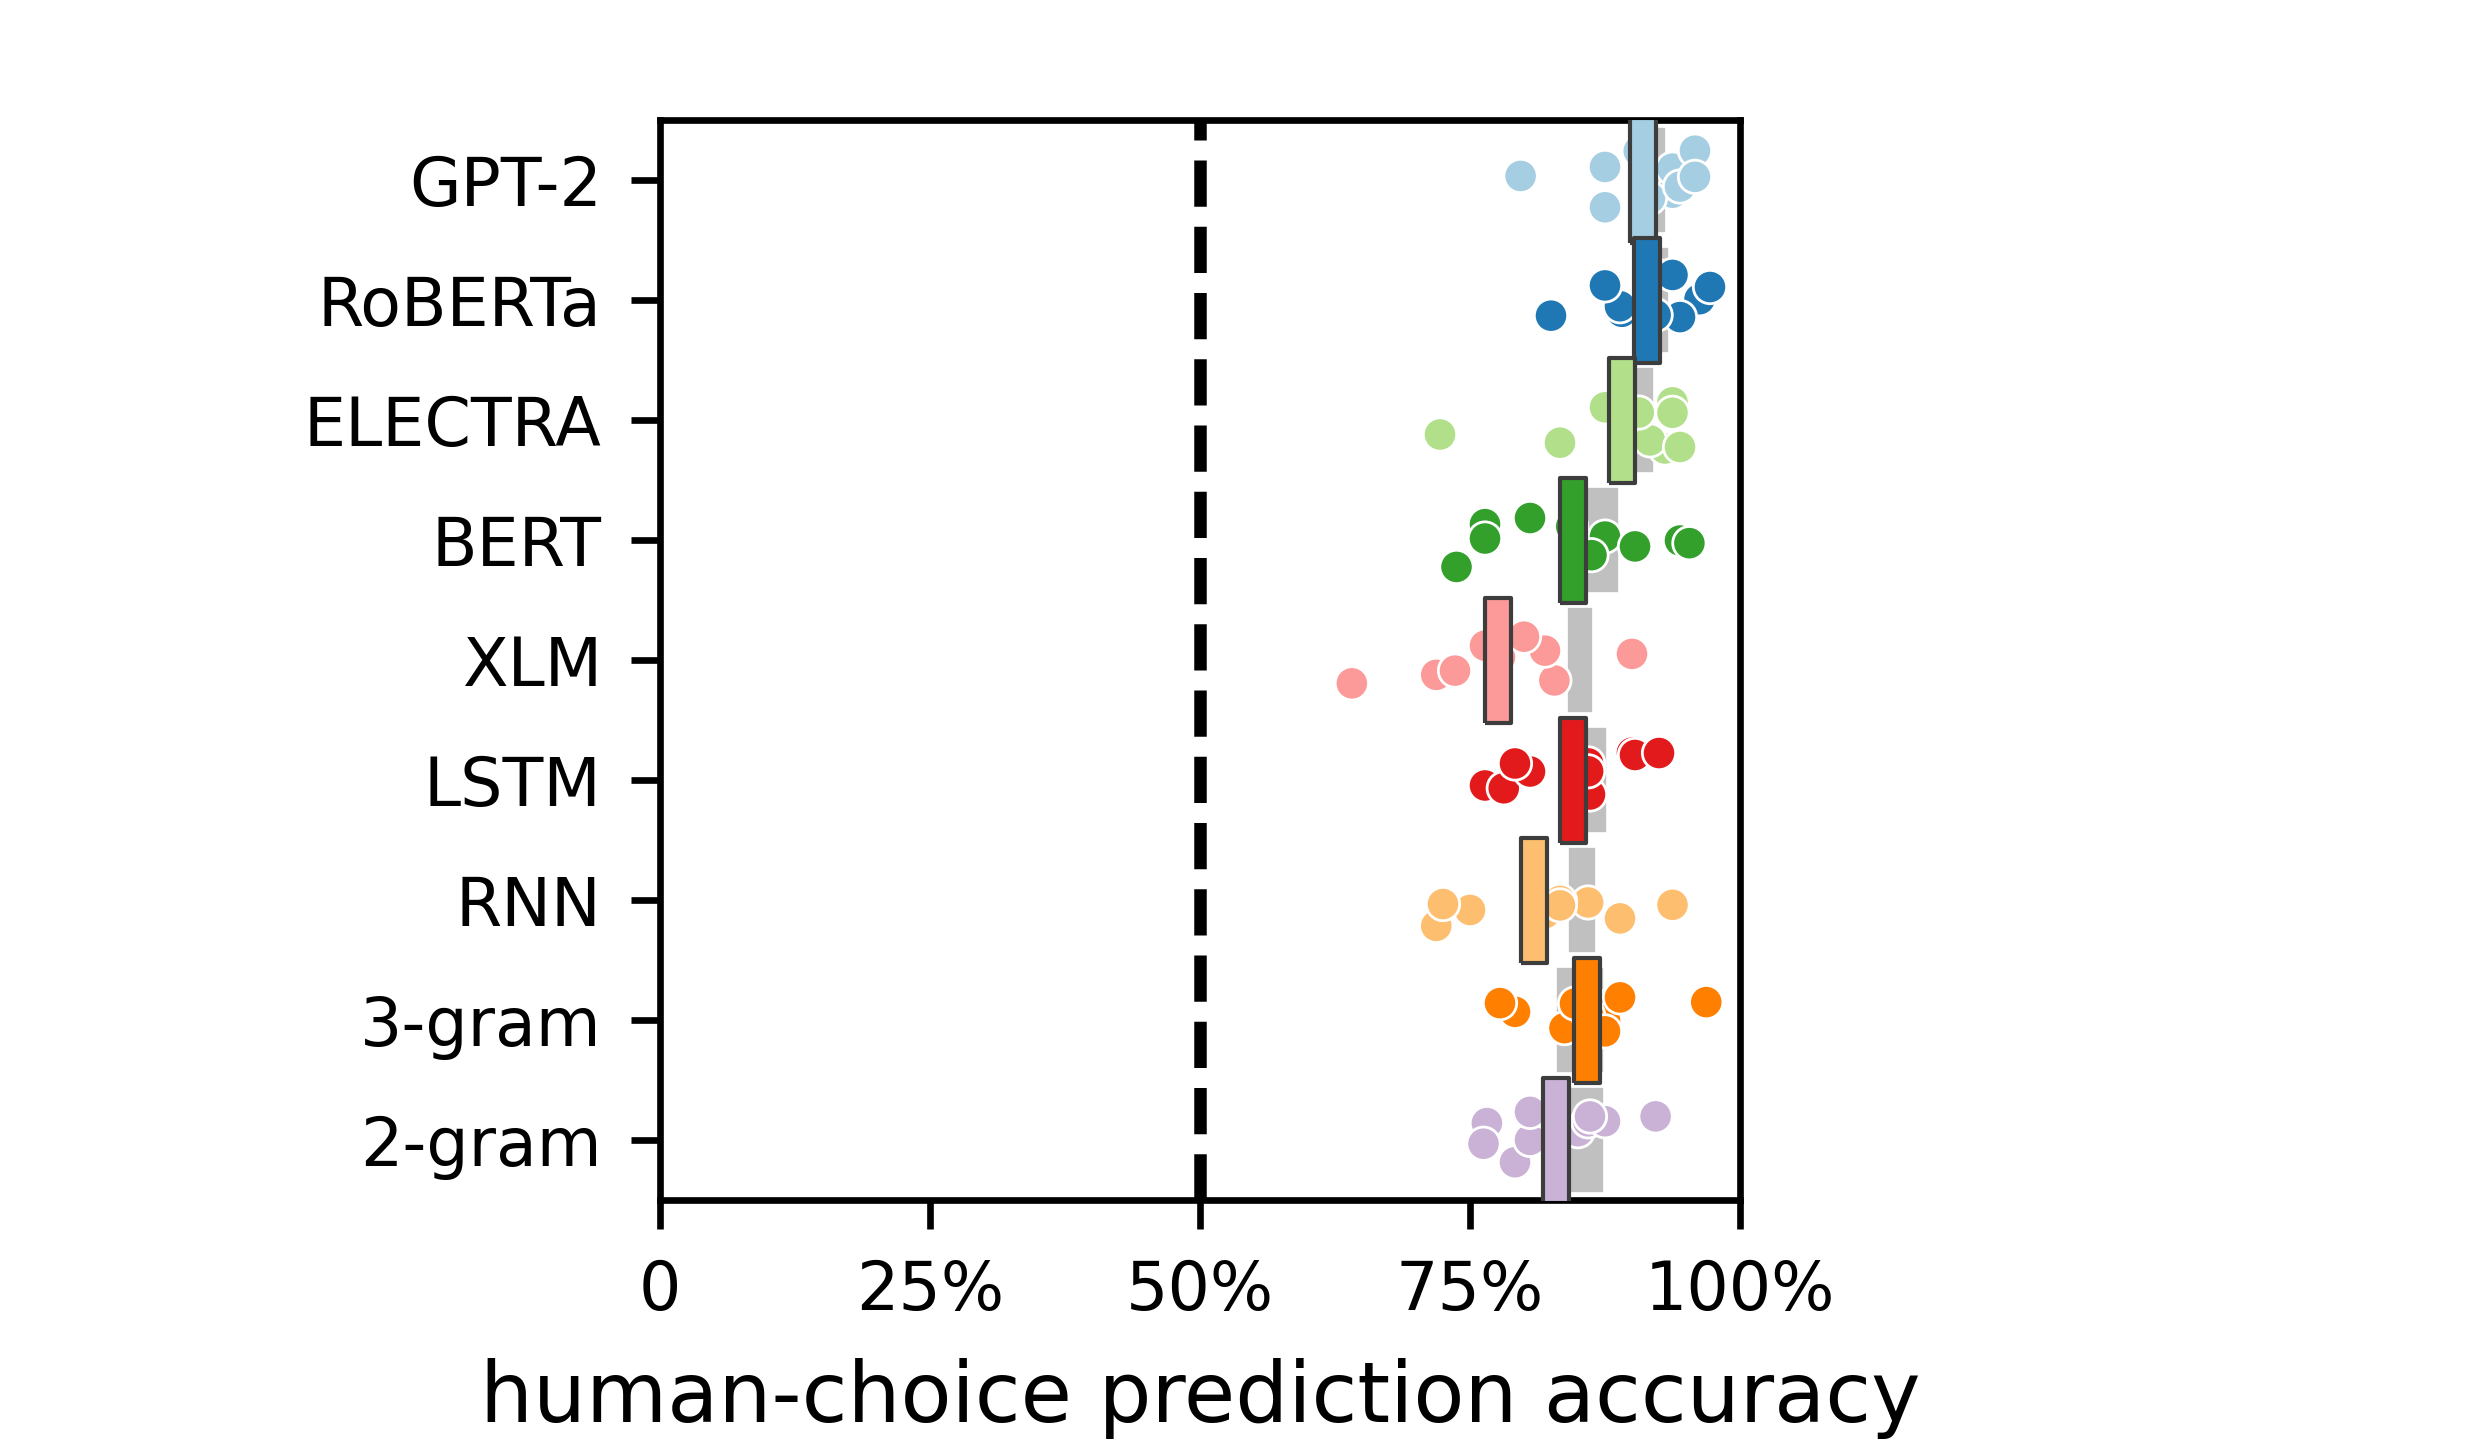 GPT-2
RoBERTa
ELECTRA
BERT
XLM
LSTM
RNN
3-gram
2-gram
0 25% 50% 75% 100%
human-choice prediction accuracy